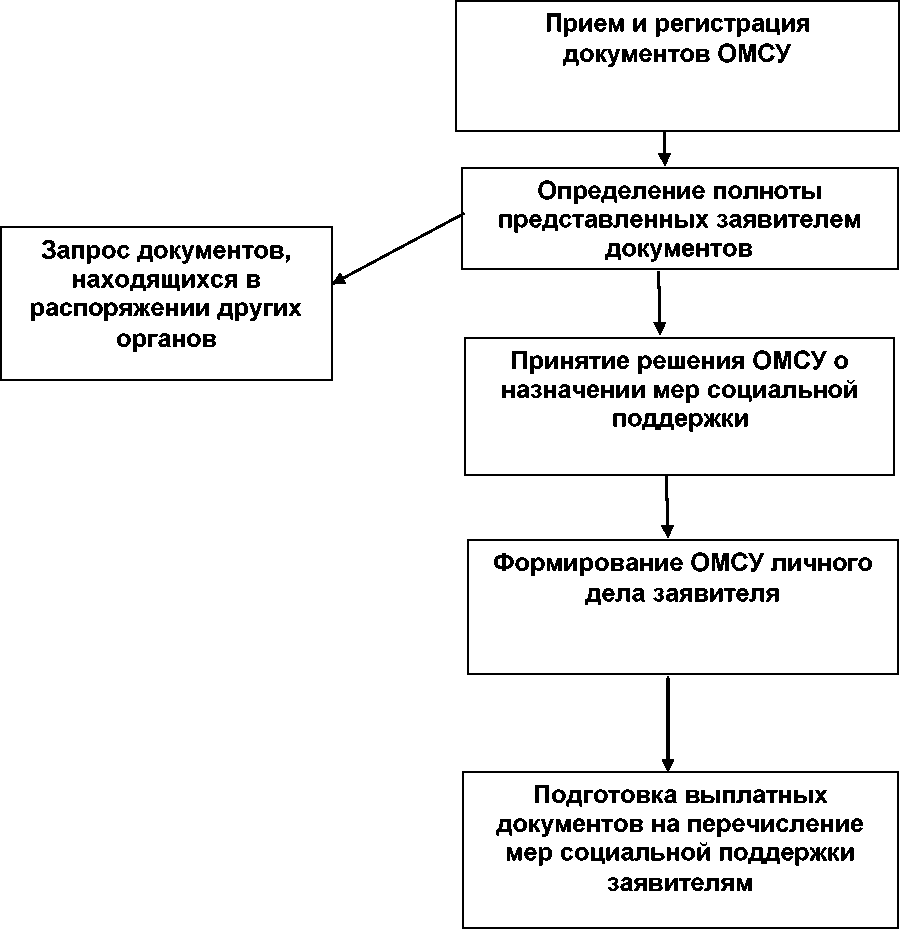 Прием и регистрация
документов ОМСУ
Определение полноты
представленных заявителем
документов
Запрос документов,
находящихся в
распоряжении других
органов
Принятие решения ОМСУ о
назначении мер социальной
поддержки
Формирование ОМСУ личного
дела заявителя
Подготовка выплатных
документов на перечисление
мер социальной поддержки
заявителям